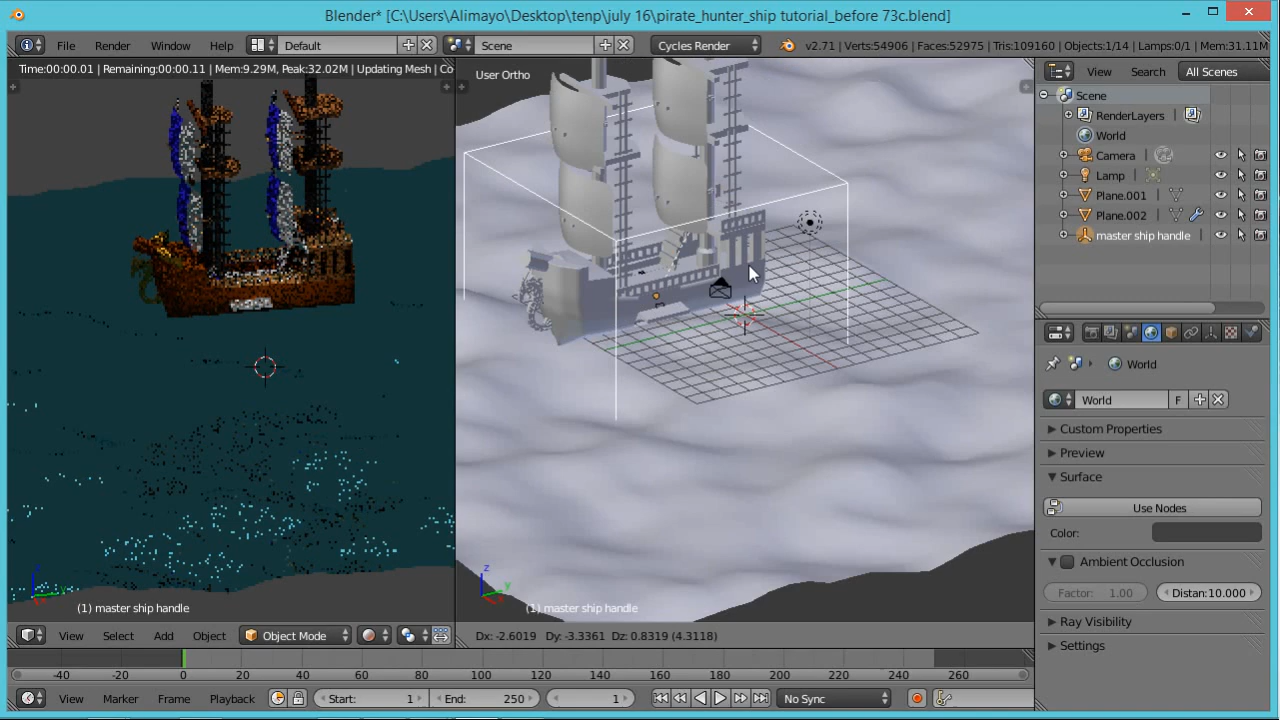 Blender* [C:\Users\Alimayo\Desktop\tenp\july 16\pirate_hunter_ship tutorial_before 73c.blend]
File Render Window Help Default Scene Cycles Render v2.71 | Verts:54906 | Faces:52975 | Tris:109160 | Objects:1/14 | Lamps:0/1 | Mem:31.11M
Time:00:00.01 | Remaining:00:00.11 | Mem:9.29M, Peak:32.02M | Updating Mesh | Co
User Ortho
View Search All Scenes
Scene
RenderLayers
World
Camera
Lamp
Plane.001
Plane.002
master ship handle
World
World F
Custom Properties
Preview
Surface
Use Nodes
Color:
Ambient Occlusion
Factor: 1.00 Distan:10.000
Ray Visibility
Settings
z
y
(1) master ship handle
z
y
(1) master ship handle
View Select Add Object Object Mode
Dx: -2.6019 Dy: -3.3361 Dz: 0.8319 (4.3118)
-40 -20 0 20 40 60 80 100 120 140 160 180 200 220 240 260
View Marker Frame Playback Start: 1 End: 250 1 No Sync